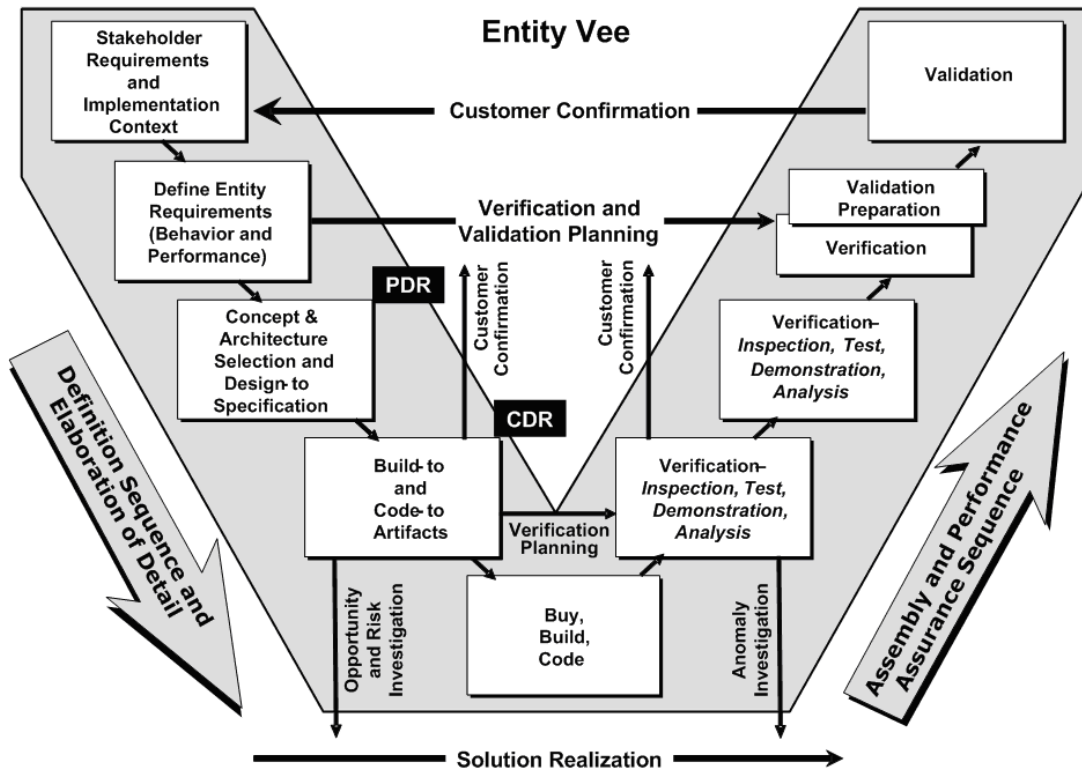 Entity Vee
Stakeholder
Requirements
and
Implementation
Context
Customer Confirmation
Validation
Define Entity
Requirements
(Behavior and
Performance)
Verification and
Validation Planning
Validation
Preparation
Verification
PDR
Concept &
Architecture
Selection and
Design-to
Specification
Customer
Confirmation
Customer
Confirmation
Verification–
Inspection, Test,
Demonstration,
Analysis
CDR
Build-to
and
Code-to
Artifacts
Verification
Planning
Verification–
Inspection, Test,
Demonstration,
Analysis
Buy,
Build,
Code
Opportunity
and Risk
Investigation
Anomaly
Investigation
Definition Sequence and
Elaboration of Detail
Assembly and Performance
Assurance Sequence
Solution Realization